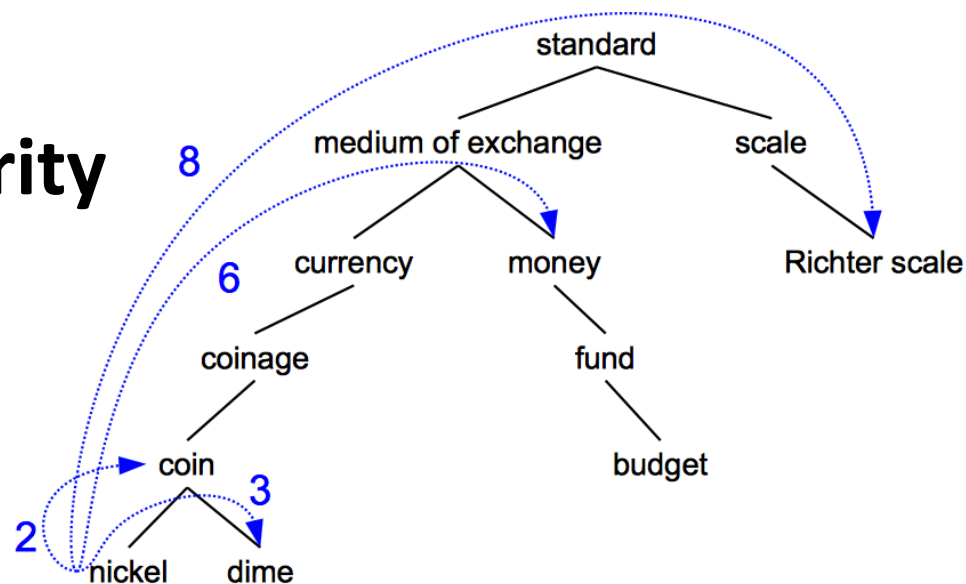 standard
rity
8
medium of exchange
scale
6
currency
money
Richter scale
coinage
fund
coin
budget
3
2
nickel
dime